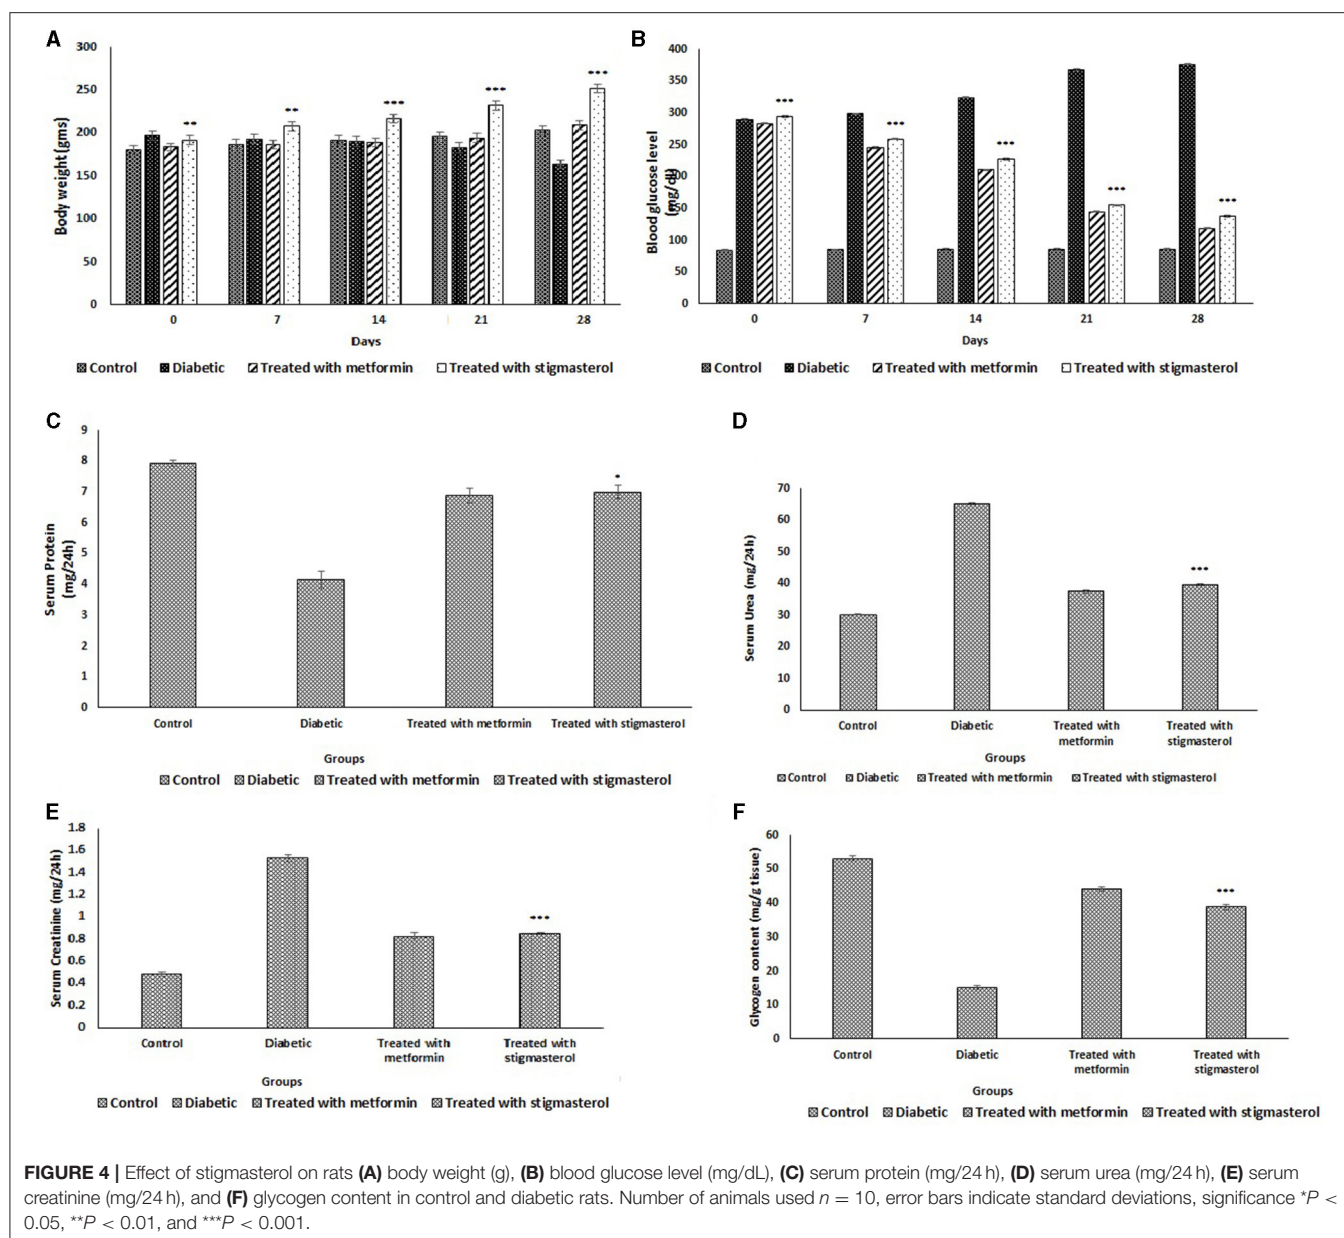 A
300
250
200
150
100
50
0
Body weight (gms)
** ** *** *** ***
0 7 14 21 28
Days
Control Diabetic Treated with metformin Treated with stigmasterol
B
400
350
300
250
200
150
100
50
0
Blood glucose level
(mg/dl)
*** *** *** *** ***
0 7 14 21 28
Days
Control Diabetic Treated with metformin Treated with stigmasterol
C
9
8
7
6
5
4
3
2
1
0
Serum Protein
(mg/24h)
*
Control Diabetic Treated with metformin Treated with stigmasterol
Groups
Control Diabetic Treated with metformin Treated with stigmasterol
D
70
60
50
40
30
20
10
0
Serum Urea (mg/24h)
***
Control Diabetic Treated with Treated with
metformin stigmasterol
Groups
Control Diabetic Treated with metformin Treated with stigmasterol
E
1.8
1.6
1.4
1.2
1
0.8
0.6
0.4
0.2
0
Serum Creatinine (mg/24h)
***
Control Diabetic Treated with Treated with
metformin stigmasterol
Groups
Control Diabetic Treated with metformin Treated with stigmasterol
F
60
50
40
30
20
10
0
Glycogen content (mg/g tissue)
***
Control Diabetic Treated with Treated with
metformin stigmasterol
Groups
Control Diabetic Treated with metformin Treated with stigmasterol
FIGURE 4 | Effect of stigmasterol on rats (A) body weight (g), (B) blood glucose level (mg/dL), (C) serum protein (mg/24 h), (D) serum urea (mg/24 h), (E) serum
creatinine (mg/24 h), and (F) glycogen content in control and diabetic rats. Number of animals used n = 10, error bars indicate standard deviations, significance *P <
0.05, **P < 0.01, and ***P < 0.001.